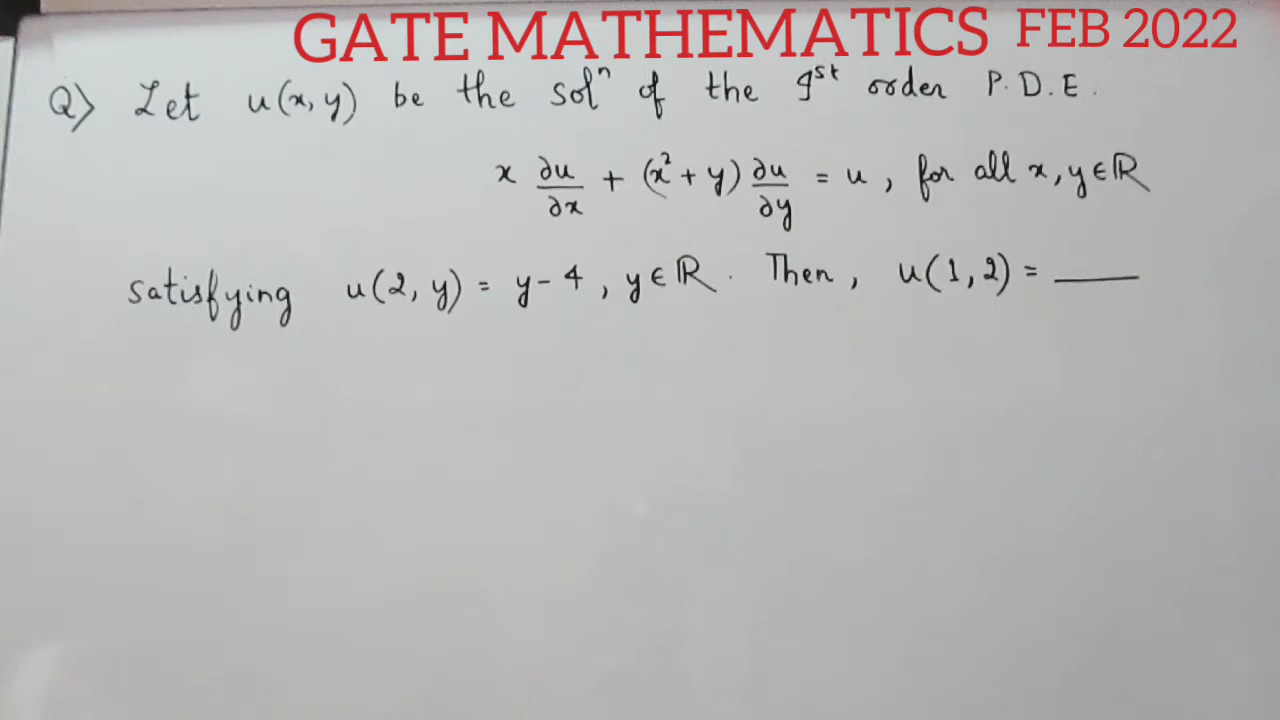 GATE MATHEMATICS FEB 2022
Q) Let u(x,y) be the solⁿ of the Iˢᵗ order P.D.E.
x ∂u/∂x + (x²+y) ∂u/∂y = u, for all x,y∈ℝ
satisfying u(2,y) = y-4, y∈ℝ. Then, u(1,2) = ____